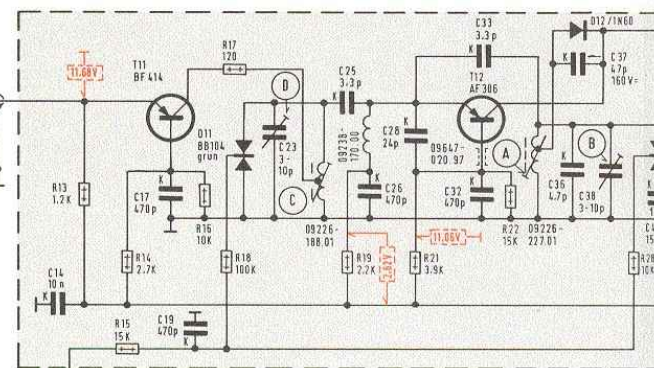 D12/1N60
C33
3.3p
R17
120
K
C37
47p
160V=
11.68V
T11
BF 414
D
C25
3.3p
T12
AF 306
K
K
D11
BB104
grün
C23
3-
10p
09238-
170.00
C28
24p
K
09647-
020.97
A
B
R13
1.2K
C17
470p
K
R16
10K
C
C26
470p
K
C32
470p
K
R22
15K
C36
4.7p
K
C38
3-10p
09226-
188.01
09226-
227.01
11.06V
R14
2.7K
R18
100K
R19
2.2K
2.62V
R21
3.9K
R28
10K
C14
10n
K
R15
15K
C19
470p
K